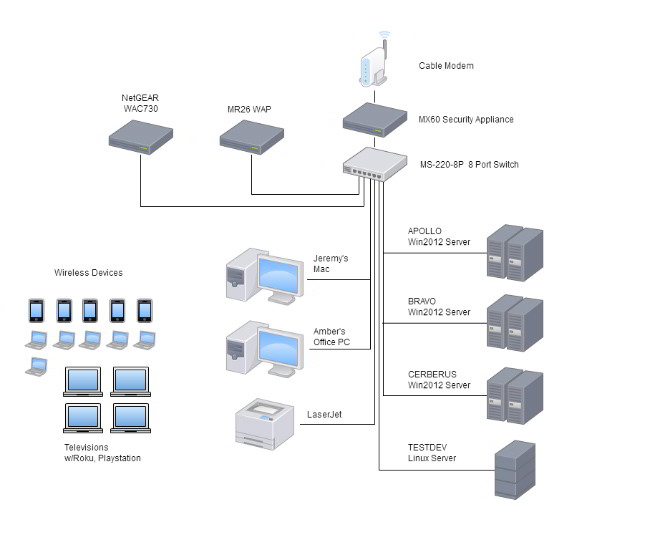 Cable Modem
NetGEAR
WAC730
MR26 WAP
MX60 Security Appliance
MS-220-8P 8 Port Switch
APOLLO
Win2012 Server
Jeremy's
Mac
Wireless Devices
BRAVO
Win2012 Server
Amber's
Office PC
CERBERUS
Win2012 Server
LaserJet
Televisions
w/Roku, Playstation
TESTDEV
Linux Server